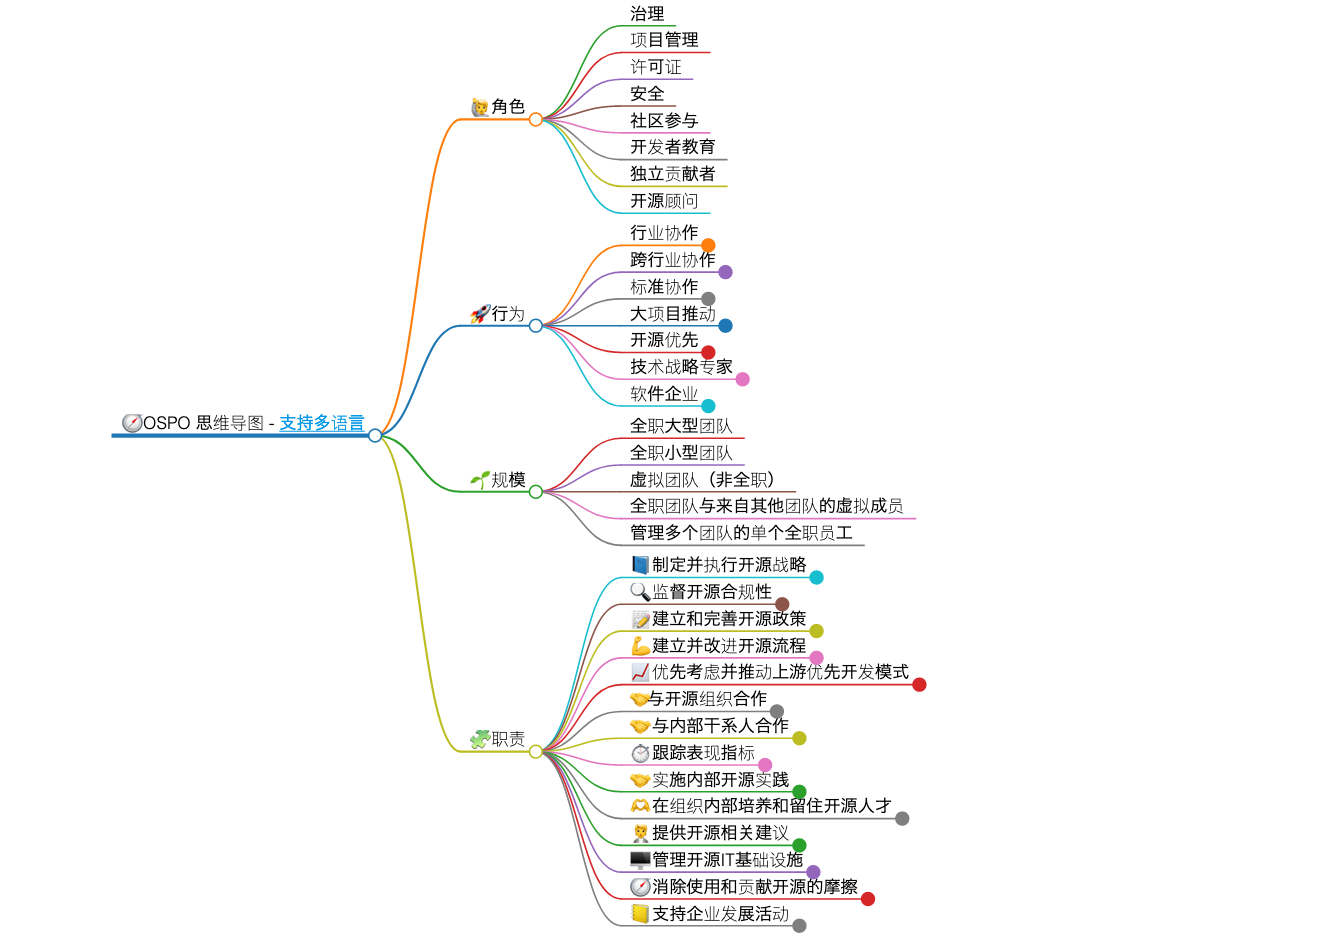 OSPO 思维导图 - 支持多语言
角色
治理
项目管理
许可证
安全
社区参与
开发者教育
独立贡献者
开源顾问
行为
行业协作
跨行业协作
标准协作
大项目推动
开源优先
技术战略专家
软件企业
规模
全职大型团队
全职小型团队
虚拟团队（非全职）
全职团队与来自其他团队的虚拟成员
管理多个团队的单个全职员工
职责
制定并执行开源战略
监督开源合规性
建立和完善开源政策
建立并改进开源流程
优先考虑并推动上游优先开发模式
与开源组织合作
与内部干系人合作
跟踪表现指标
实施内部开源实践
在组织内部培养和留住开源人才
提供开源相关建议
管理开源IT基础设施
消除使用和贡献开源的摩擦
支持企业发展活动